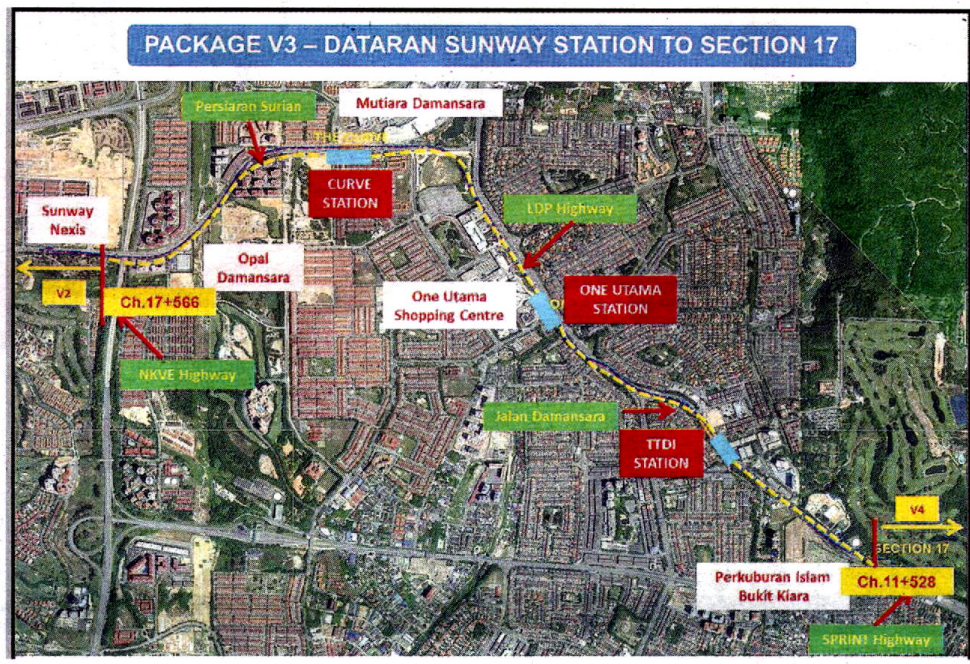 PACKAGE V3 – DATARAN SUNWAY STATION TO SECTION 17
Persiaran Surian
Mutiara Damansara
THE CURVE
CURVE
STATION
Sunway
Nexis
LDP Highway
Opal
Damansara
V2
Ch.17+566
One Utama
Shopping Centre
ONE UTAMA
STATION
NKVE Highway
Jalan Damansara
TTDI
STATION
V4
SECTION 17
Perkuburan Islam
Bukit Kiara
Ch.11+528
SPRINT Highway